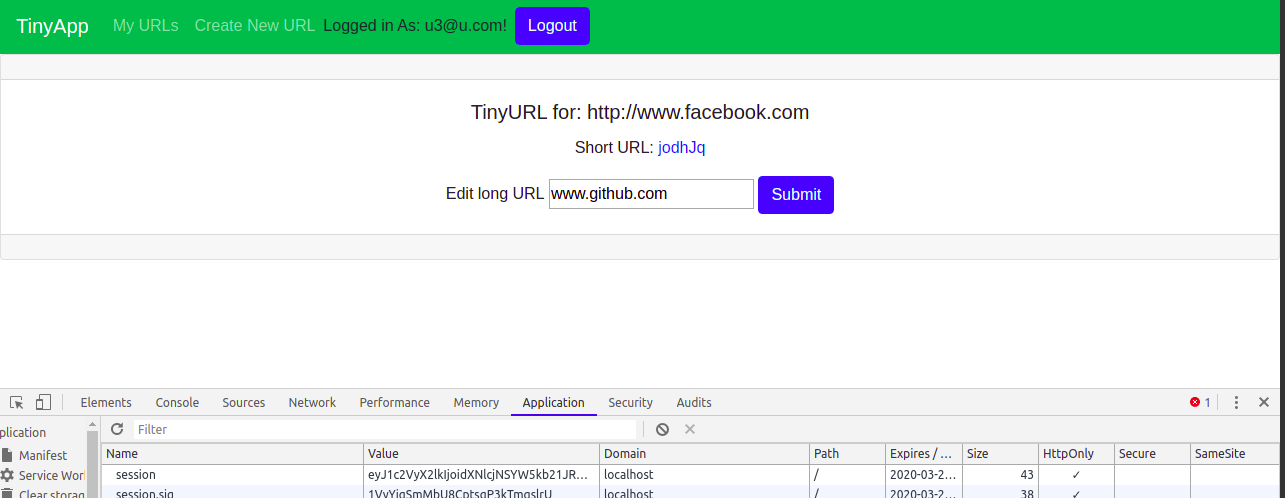 TinyApp My URLs Create New URL Logged in As: u3@u.com! Logout
TinyURL for: http://www.facebook.com
Short URL: jodhJq
Edit long URL www.github.com Submit
Elements Console Sources Network Performance Memory Application Security Audits 1
plication Filter
Name Value Domain Path Expires / ... Size HttpOnly Secure SameSite
Manifest
session localhost / 2020-03-2... 43 ✓
Service Wor
session.sig localhost / 2020-03-2... 38 ✓
Clear storag